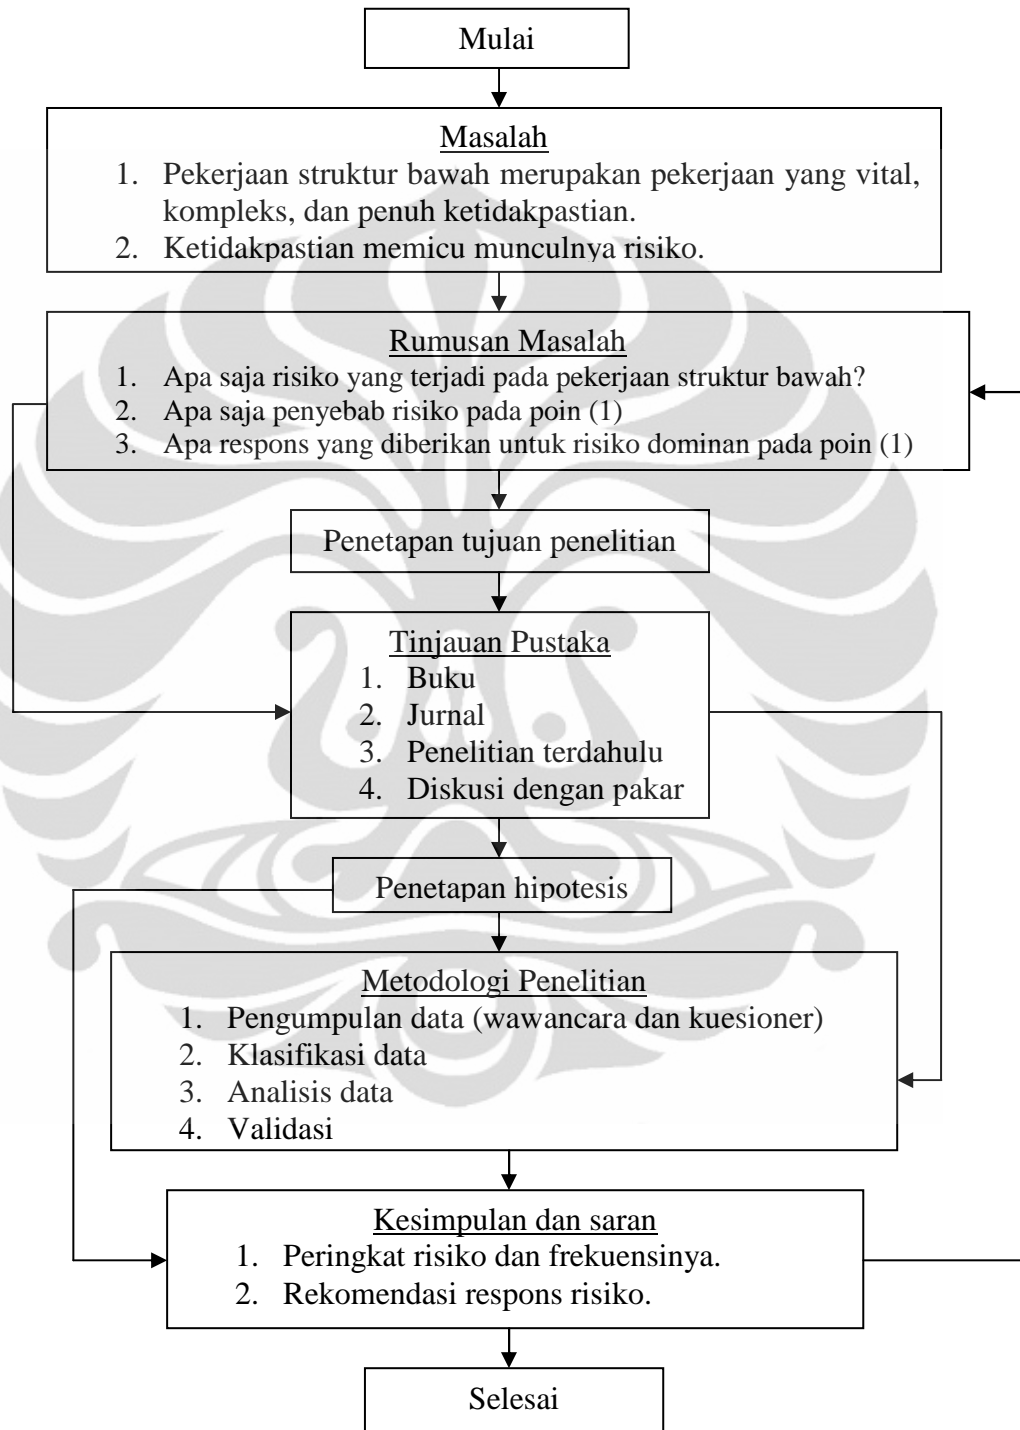 Mulai
Masalah
1. Pekerjaan struktur bawah merupakan pekerjaan yang vital,
kompleks, dan penuh ketidakpastian.
2. Ketidakpastian memicu munculnya risiko.
Rumusan Masalah
1. Apa saja risiko yang terjadi pada pekerjaan struktur bawah?
2. Apa saja penyebab risiko pada poin (1)
3. Apa respons yang diberikan untuk risiko dominan pada poin (1)
Penetapan tujuan penelitian
Tinjauan Pustaka
1. Buku
2. Jurnal
3. Penelitian terdahulu
4. Diskusi dengan pakar
Penetapan hipotesis
Metodologi Penelitian
1. Pengumpulan data (wawancara dan kuesioner)
2. Klasifikasi data
3. Analisis data
4. Validasi
Kesimpulan dan saran
1. Peringkat risiko dan frekuensinya.
2. Rekomendasi respons risiko.
Selesai